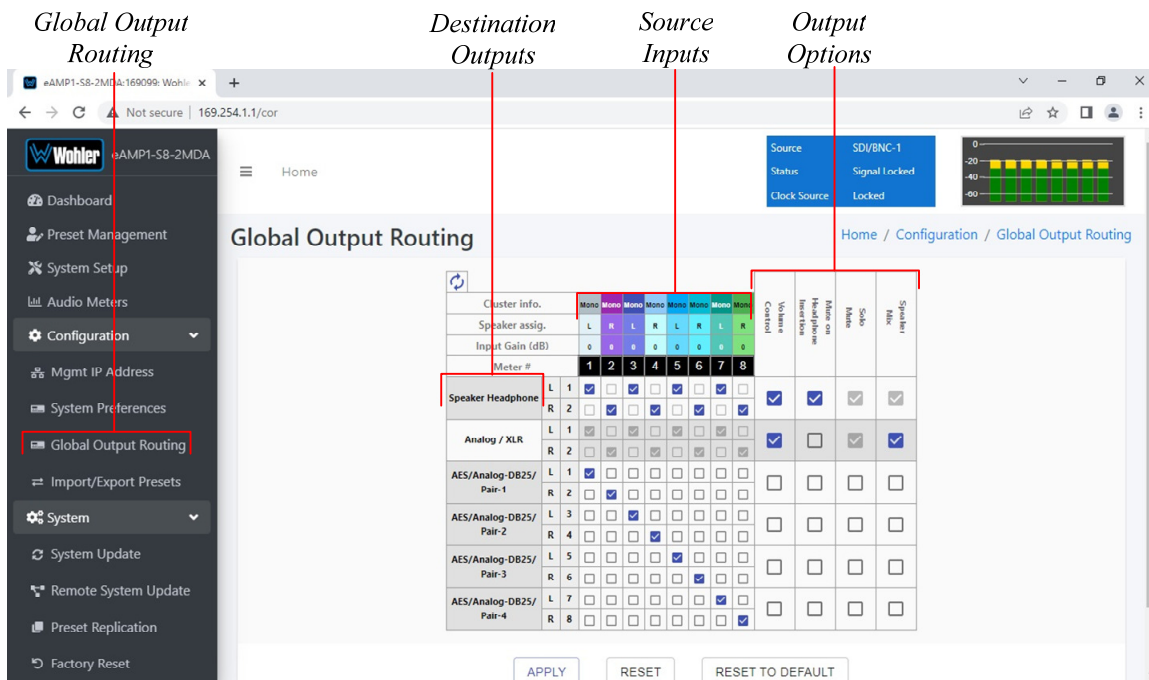 Global Output Routing
Destination Outputs
Source Inputs
Output Options
eAMP1-S8-2MDA:169099: Wohle
Not secure | 169.254.1.1/cor
Wohler eAMP1-S8-2MDA
Dashboard
Preset Management
System Setup
Audio Meters
Configuration
Mgmt IP Address
System Preferences
Global Output Routing
Import/Export Presets
System
System Update
Remote System Update
Preset Replication
Factory Reset
Home
Source SDI/BNC-1
Status Signal Locked
Clock Source Locked
0
-20
-40
-60
Global Output Routing
Home / Configuration / Global Output Routing
Cluster info. Mono Mono Mono Mono Mono Mono Mono Mono
Speaker assig. L R L R L R L R
Input Gain (dB) 0 0 0 0 0 0 0 0
Meter # 1 2 3 4 5 6 7 8
Volume Control
Mute on Headphone Insertion
Solo Mute
Speaker Mix
Speaker Headphone L 1
R 2
Analog / XLR L 1
R 2
AES/Analog-DB25/ Pair-1 L 1
R 2
AES/Analog-DB25/ Pair-2 L 3
R 4
AES/Analog-DB25/ Pair-3 L 5
R 6
AES/Analog-DB25/ Pair-4 L 7
R 8
APPLY RESET RESET TO DEFAULT